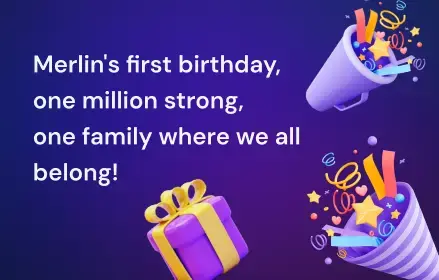 Merlin's first birthday,
one million strong,
one family where we all
belong!